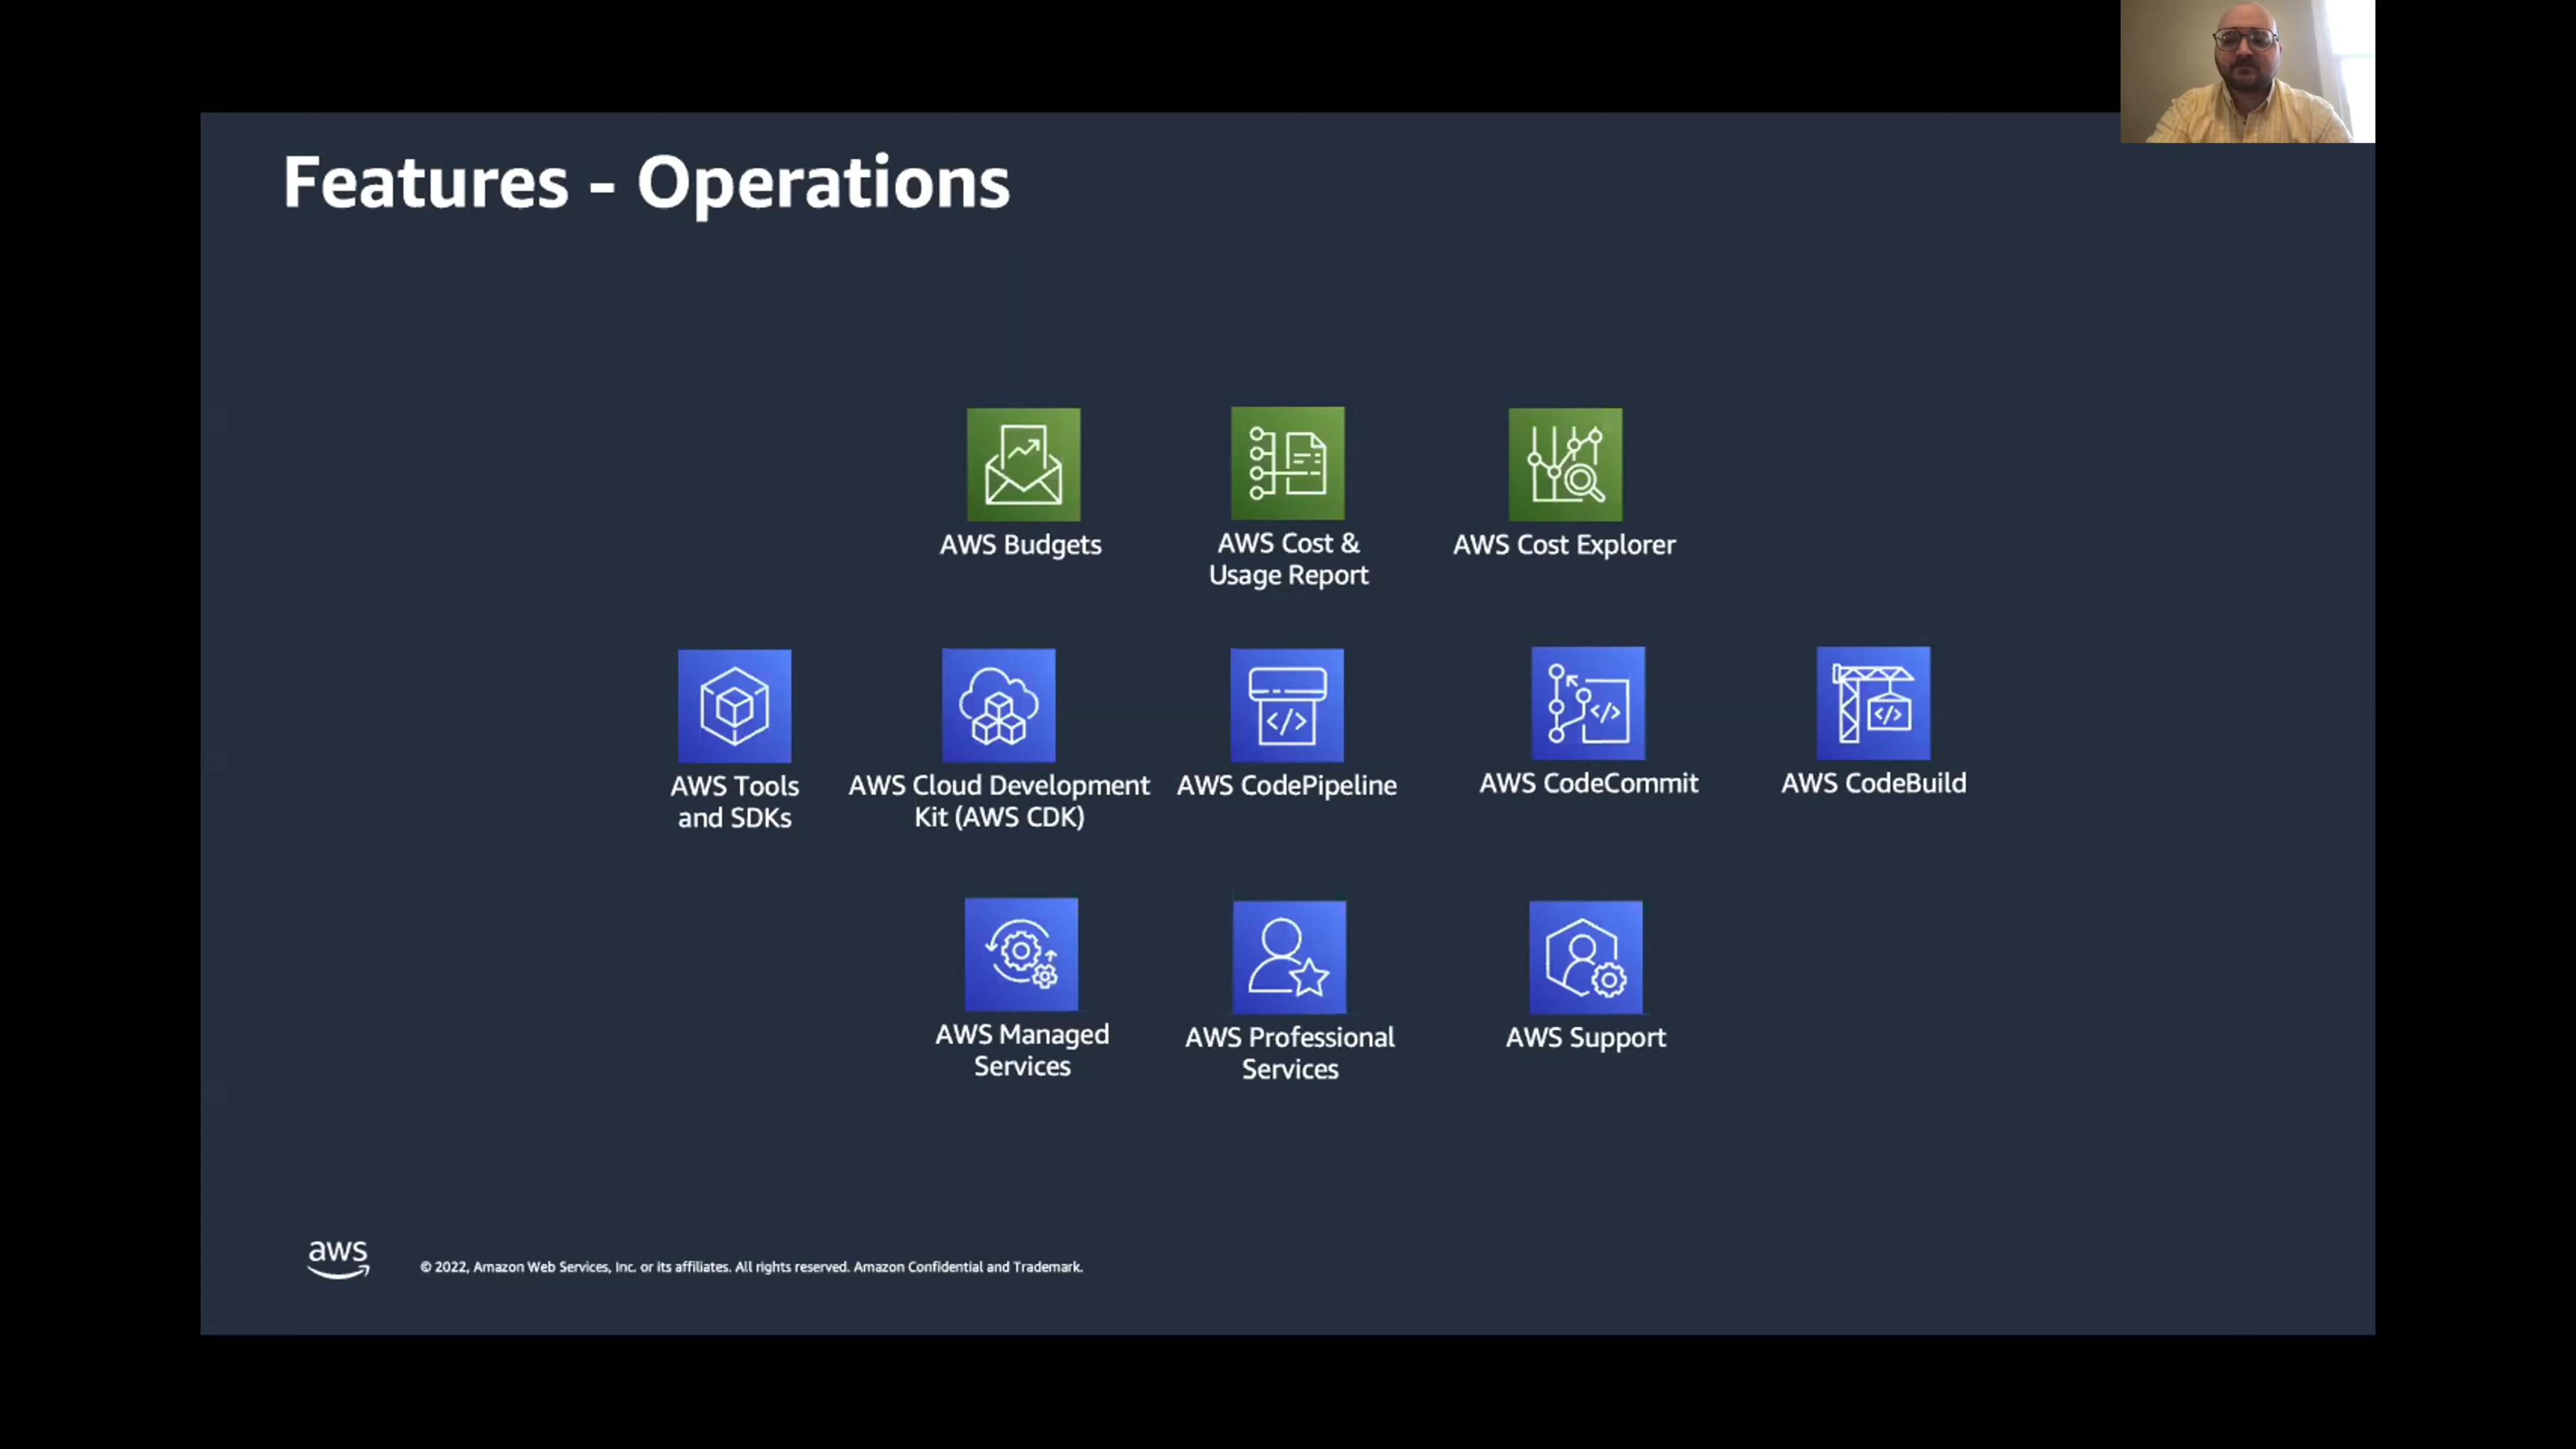 Features - Operations
AWS Budgets
AWS Cost &
Usage Report
AWS Cost Explorer
AWS Tools
and SDKs
AWS Cloud Development
Kit (AWS CDK)
AWS CodePipeline
AWS CodeCommit
AWS CodeBuild
AWS Managed
Services
AWS Professional
Services
AWS Support
aws
© 2022, Amazon Web Services, Inc. or its affiliates. All rights reserved. Amazon Confidential and Trademark.